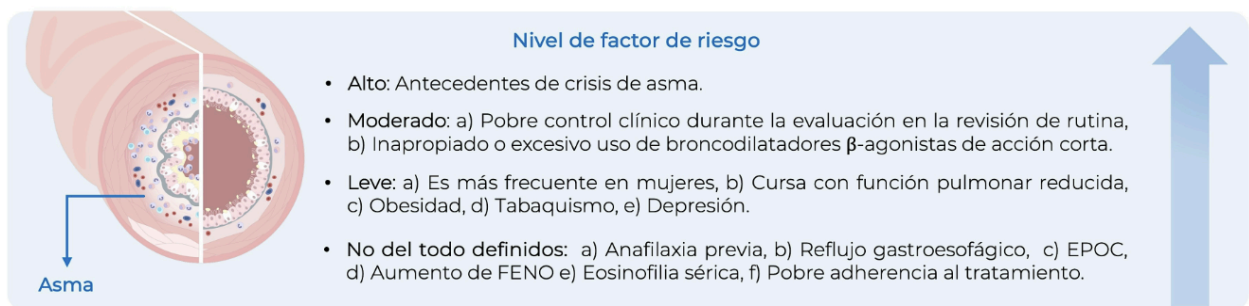 Nivel de factor de riesgo
• Alto: Antecedentes de crisis de asma.
• Moderado: a) Pobre control clínico durante la evaluación en la revisión de rutina,
b) Inapropiado o excesivo uso de broncodilatadores β-agonistas de acción corta.
• Leve: a) Es más frecuente en mujeres, b) Cursa con función pulmonar reducida,
c) Obesidad, d) Tabaquismo, e) Depresión.
• No del todo definidos: a) Anafilaxia previa, b) Reflujo gastroesofágico, c) EPOC,
d) Aumento de FENO e) Eosinofilia sérica, f) Pobre adherencia al tratamiento.
Asma